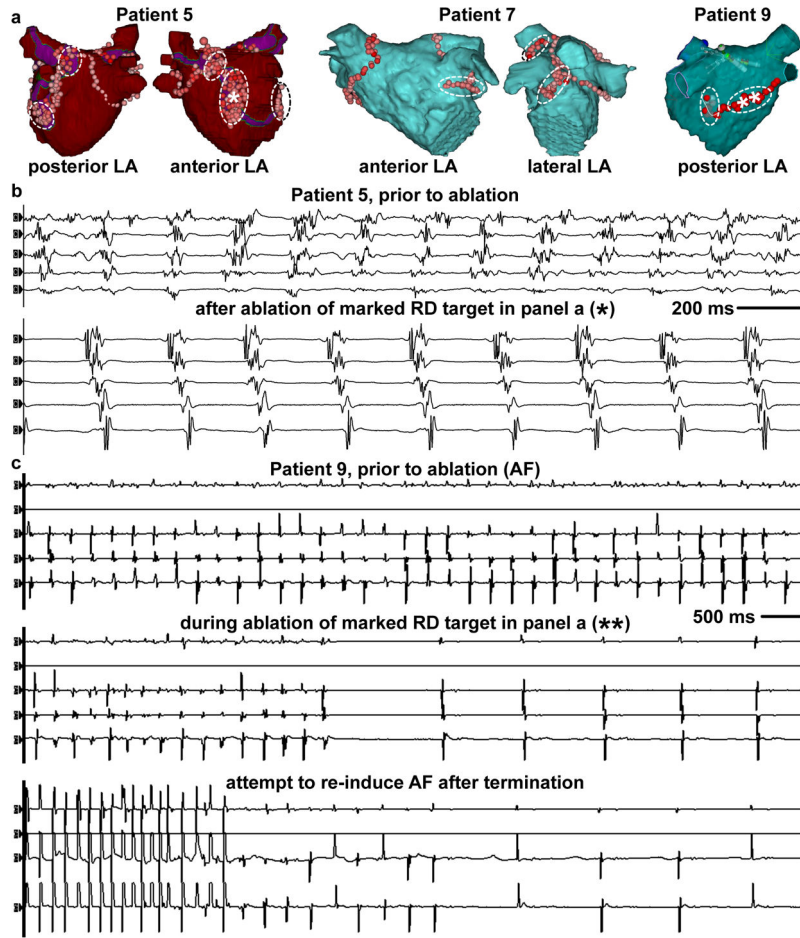 a Patient 5 Patient 7 a Patient 9
posterior LA anterior LA anterior LA lateral LA posterior LA
b
Patient 5, prior to ablation
after ablation of marked RD target in panel a (*) 200 ms
c
Patient 9, prior to ablation (AF)
500 ms
during ablation of marked RD target in panel a (**)
attempt to re-induce AF after termination